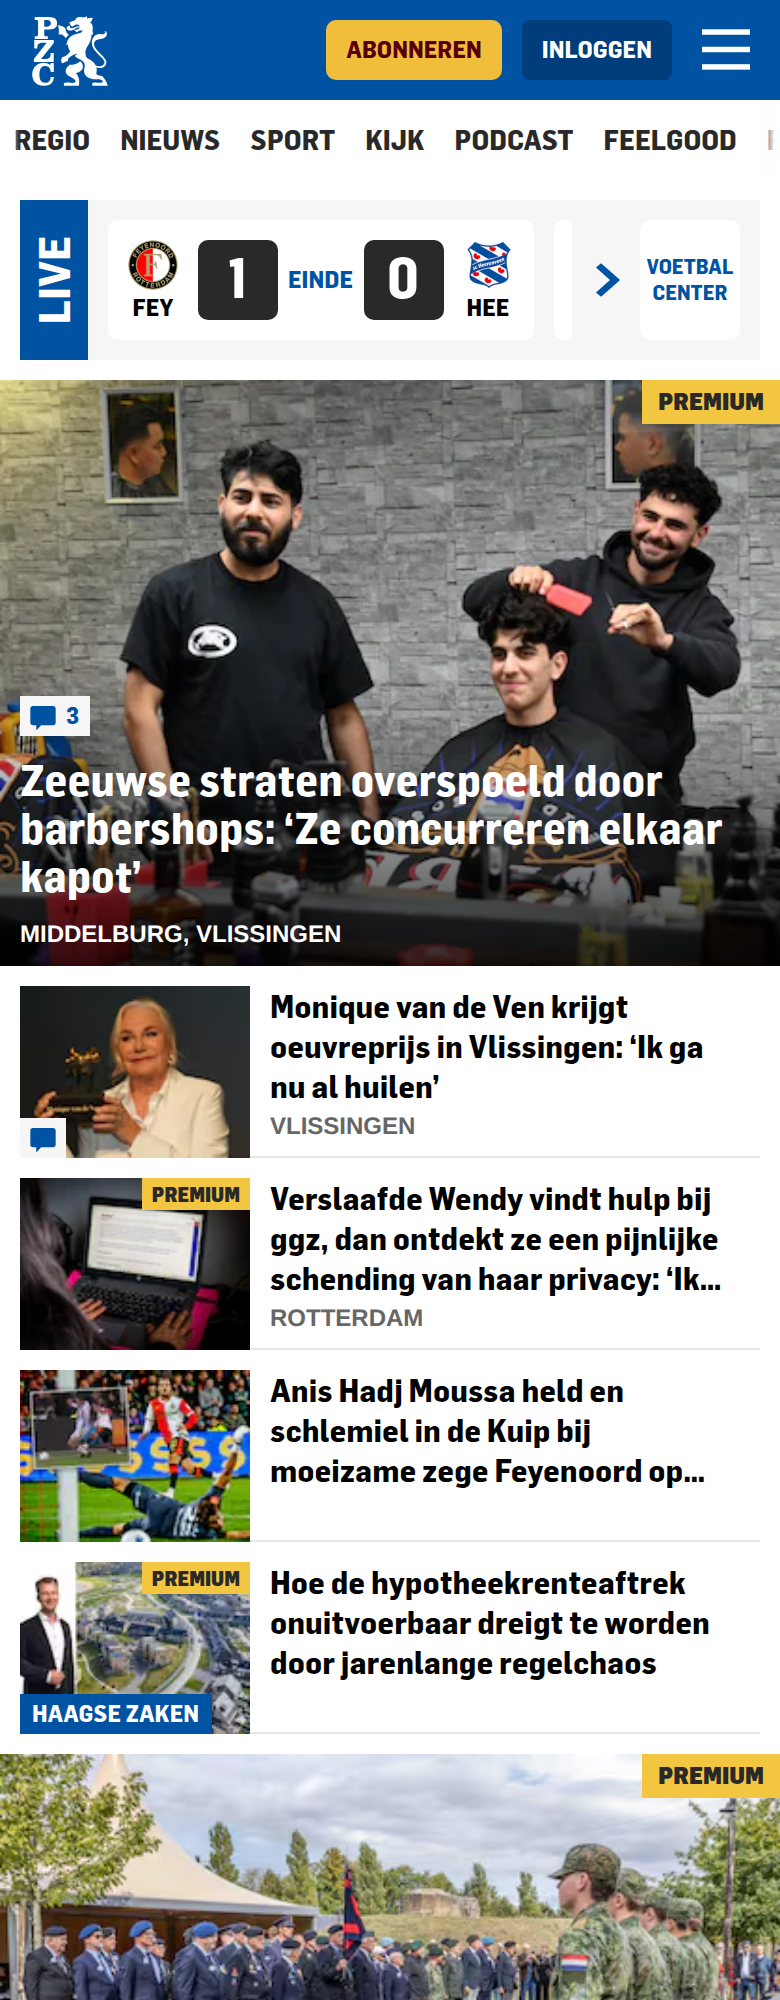 PZC
ABONNEREN
INLOGGEN
REGIO NIEUWS SPORT KIJK PODCAST FEELGOOD
LIVE
FEYENOORD
ROTTERDAM
FEY
1
EINDE
0
HEE
VOETBAL
CENTER
PREMIUM
3
Zeeuwse straten overspoeld door
barbershops: ‘Ze concurreren elkaar
kapot’
MIDDELBURG, VLISSINGEN
Monique van de Ven krijgt
oeuvreprijs in Vlissingen: ‘Ik ga
nu al huilen’
VLISSINGEN
PREMIUM
Verslaafde Wendy vindt hulp bij
ggz, dan ontdekt ze een pijnlijke
schending van haar privacy: ‘Ik...
ROTTERDAM
Anis Hadj Moussa held en
schlemiel in de Kuip bij
moeizame zege Feyenoord op...
PREMIUM
HAAGSE ZAKEN
Hoe de hypotheekrenteaftrek
onuitvoerbaar dreigt te worden
door jarenlange regelchaos
PREMIUM